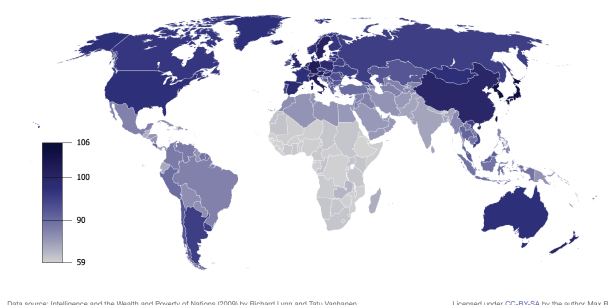 106
100
90
59
Data source: Intelligence and the Wealth and Poverty of Nations (2009) by Richard Lynn and Tatu Vanhanen. Licensed under CC-BY-SA by the author Max R